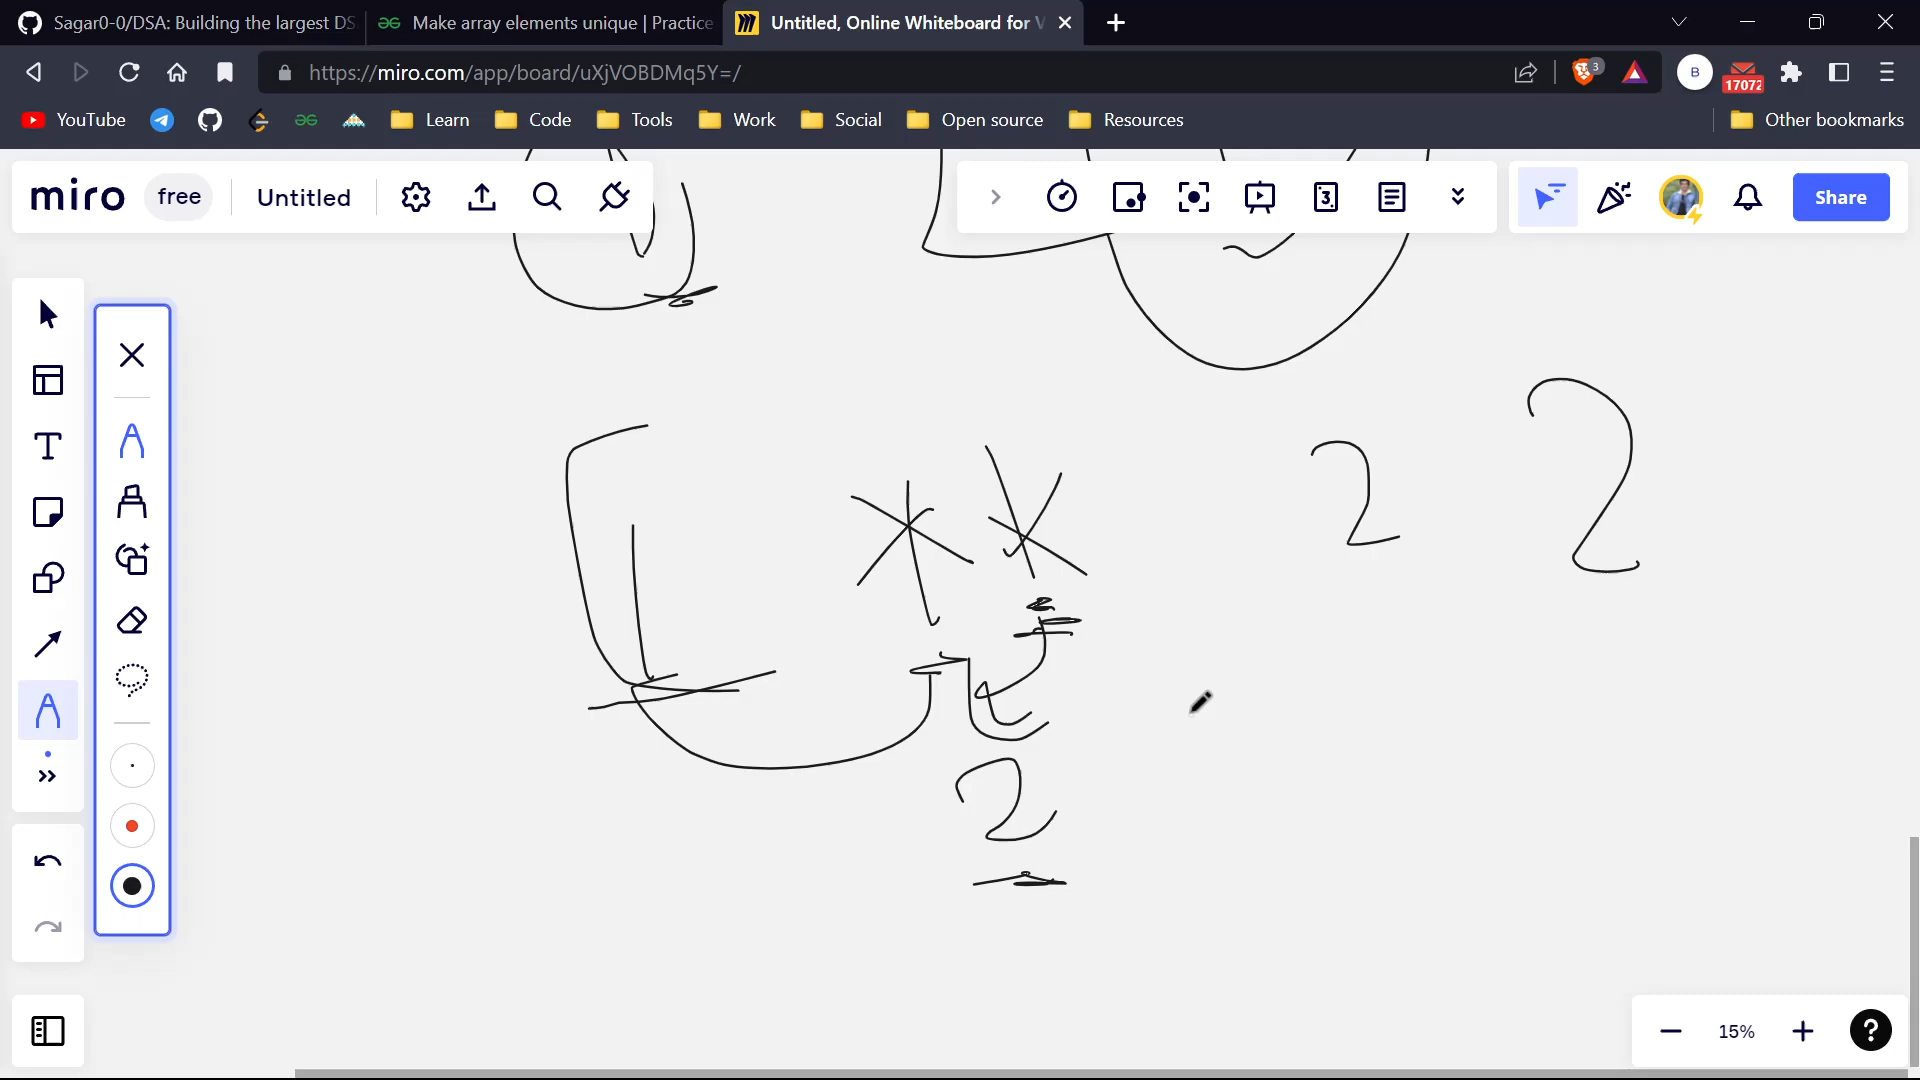 Sagar0-0/DSA: Building the largest DS
Make array elements unique | Practice
Untitled, Online Whiteboard for V
https://miro.com/app/board/uXjVOBDMq5Y=/
3
B
17072
YouTube
Learn
Code
Tools
Work
Social
Open source
Resources
Other bookmarks
miro
free
Untitled
3
Share
2 2
2
15%
?